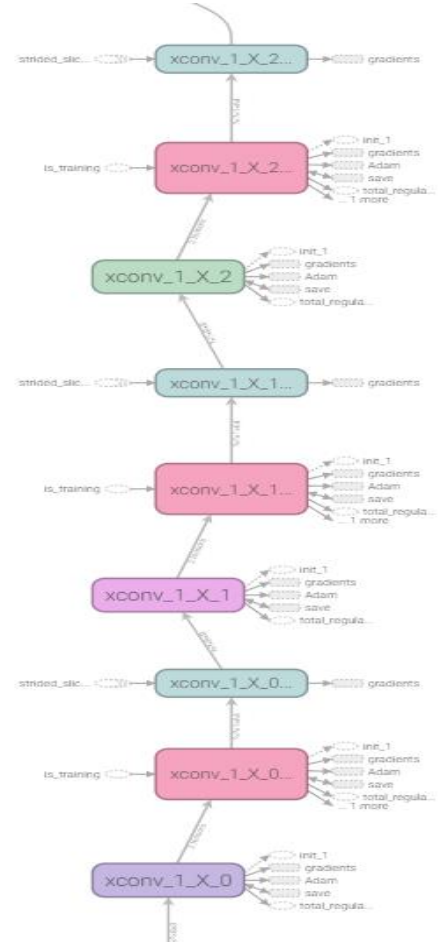 strided_slic... xconv_1_X_2... gradients
init_1
gradients
is_training xconv_1_X_2... Adam
save
total_regula...
... 1 more
init_1
gradients
xconv_1_X_2 Adam
save
total_regula...
strided_slic... xconv_1_X_1... gradients
init_1
gradients
is_training xconv_1_X_1... Adam
save
total_regula...
... 1 more
init_1
gradients
xconv_1_X_1 Adam
save
total_regula...
strided_slic... xconv_1_X_0... gradients
init_1
gradients
is_training xconv_1_X_0... Adam
save
total_regula...
... 1 more
init_1
gradients
xconv_1_X_0 Adam
save
total_regula...